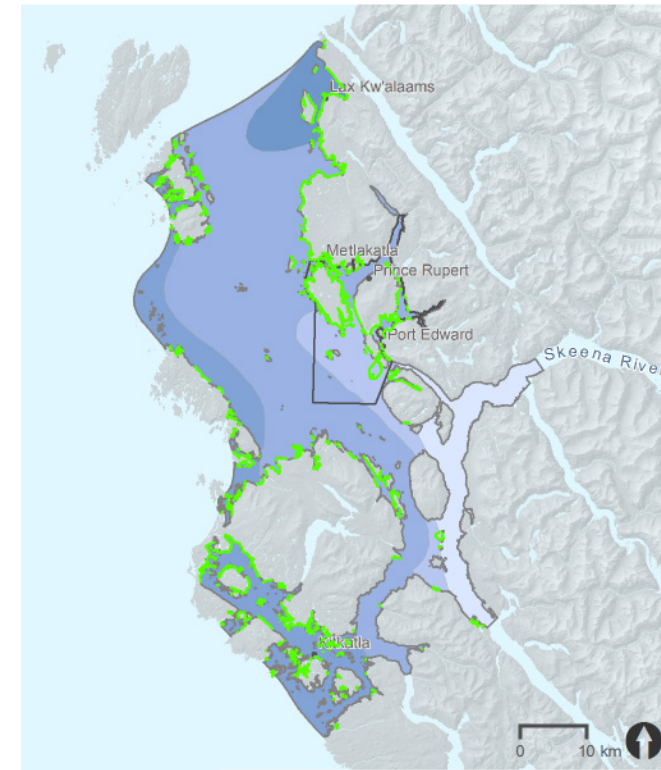 Lax Kw'alaams
Metlakatla
Prince Rupert
Port Edward
Skeena River
Kitkatla
0 10 km